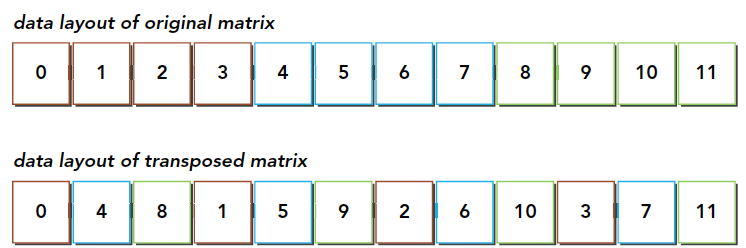 data layout of original matrix
0 1 2 3 4 5 6 7 8 9 10 11
data layout of transposed matrix
0 4 8 1 5 9 2 6 10 3 7 11